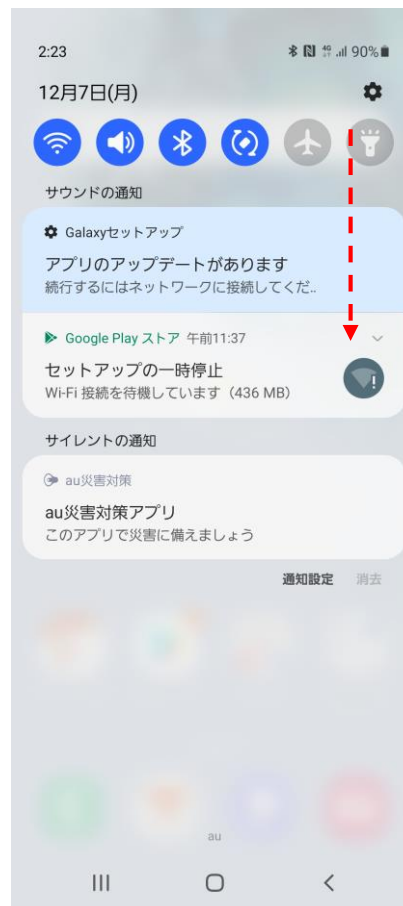 2:23 4G 90%
12月7日(月)
サウンドの通知
Galaxyセットアップ
アプリのアップデートがあります
続行するにはネットワークに接続してくだ..
Google Play ストア 午前11:37
セットアップの一時停止
Wi-Fi 接続を待機しています（436 MB）
サイレントの通知
au災害対策
au災害対策アプリ
このアプリで災害に備えましょう
通知設定 消去
au